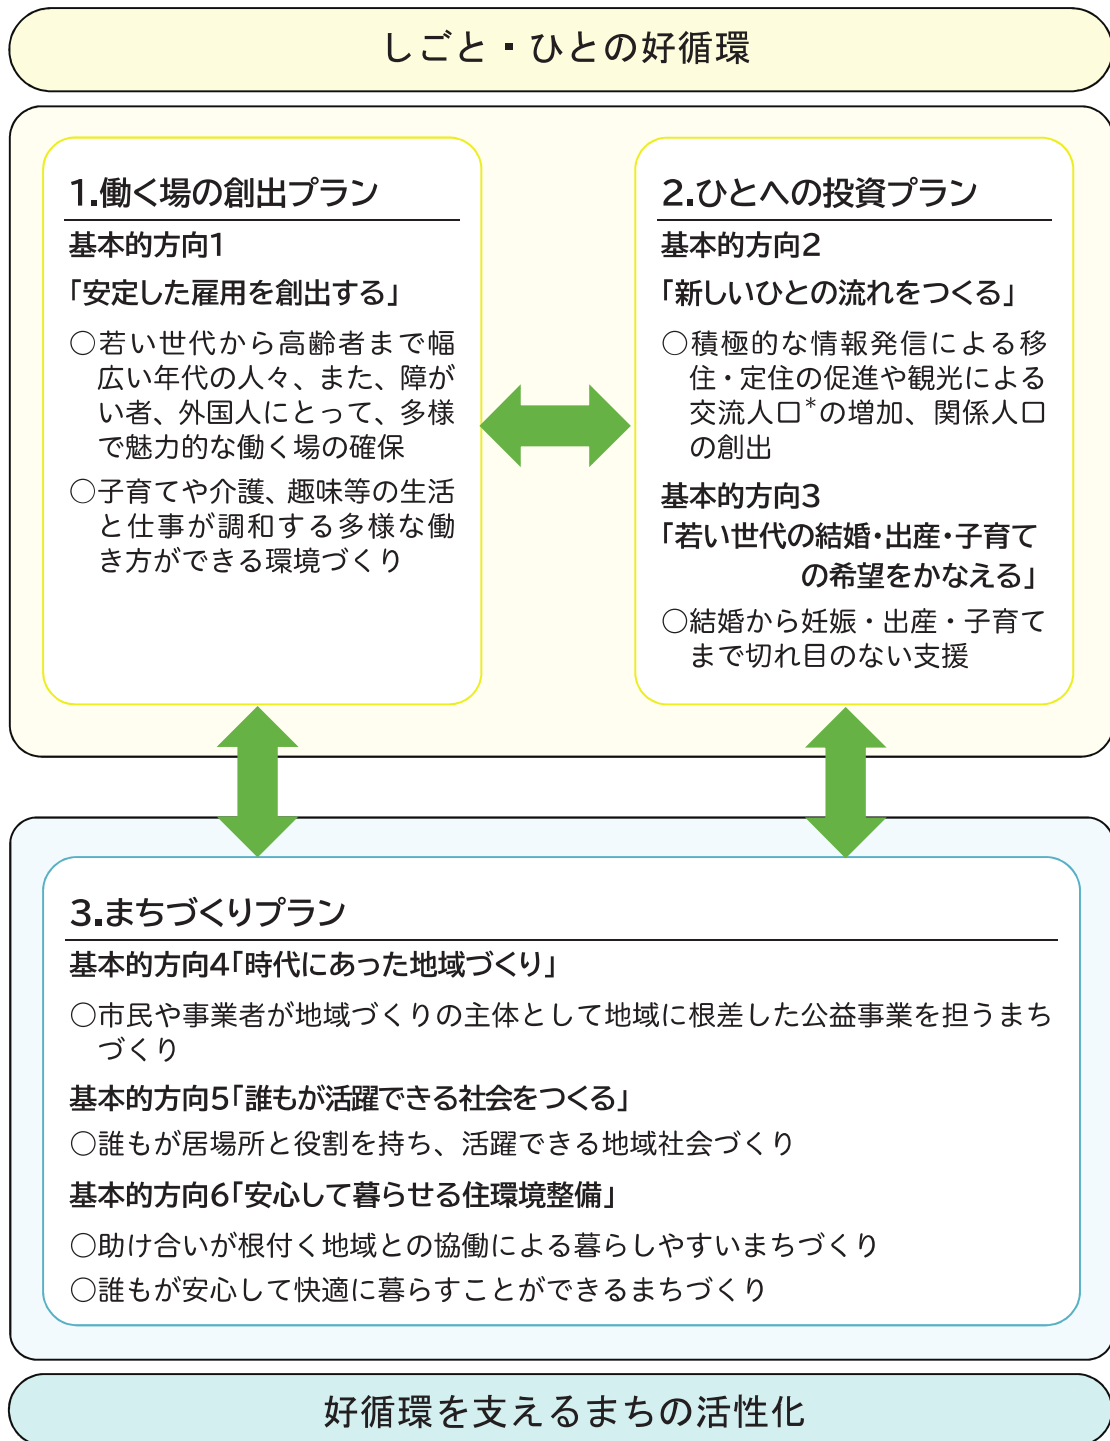 しごと・ひとの好循環
1.働く場の創出プラン
基本的方向1
「安定した雇用を創出する」
○若い世代から高齢者まで幅
広い年代の人々、また、障が
い者、外国人にとって、多様
で魅力的な働く場の確保
○子育てや介護、趣味等の生活
と仕事が調和する多様な働
き方ができる環境づくり
2.ひとへの投資プラン
基本的方向2
「新しいひとの流れをつくる」
○積極的な情報発信による移
住・定住の促進や観光による
交流人口*の増加、関係人口
の創出
基本的方向3
「若い世代の結婚・出産・子育て
の希望をかなえる」
○結婚から妊娠・出産・子育て
まで切れ目のない支援
3.まちづくりプラン
基本的方向4「時代にあった地域づくり」
○市民や事業者が地域づくりの主体として地域に根差した公益事業を担うまち
づくり
基本的方向5「誰もが活躍できる社会をつくる」
○誰もが居場所と役割を持ち、活躍できる地域社会づくり
基本的方向6「安心して暮らせる住環境整備」
○助け合いが根付く地域との協働による暮らしやすいまちづくり
○誰もが安心して快適に暮らすことができるまちづくり
好循環を支えるまちの活性化